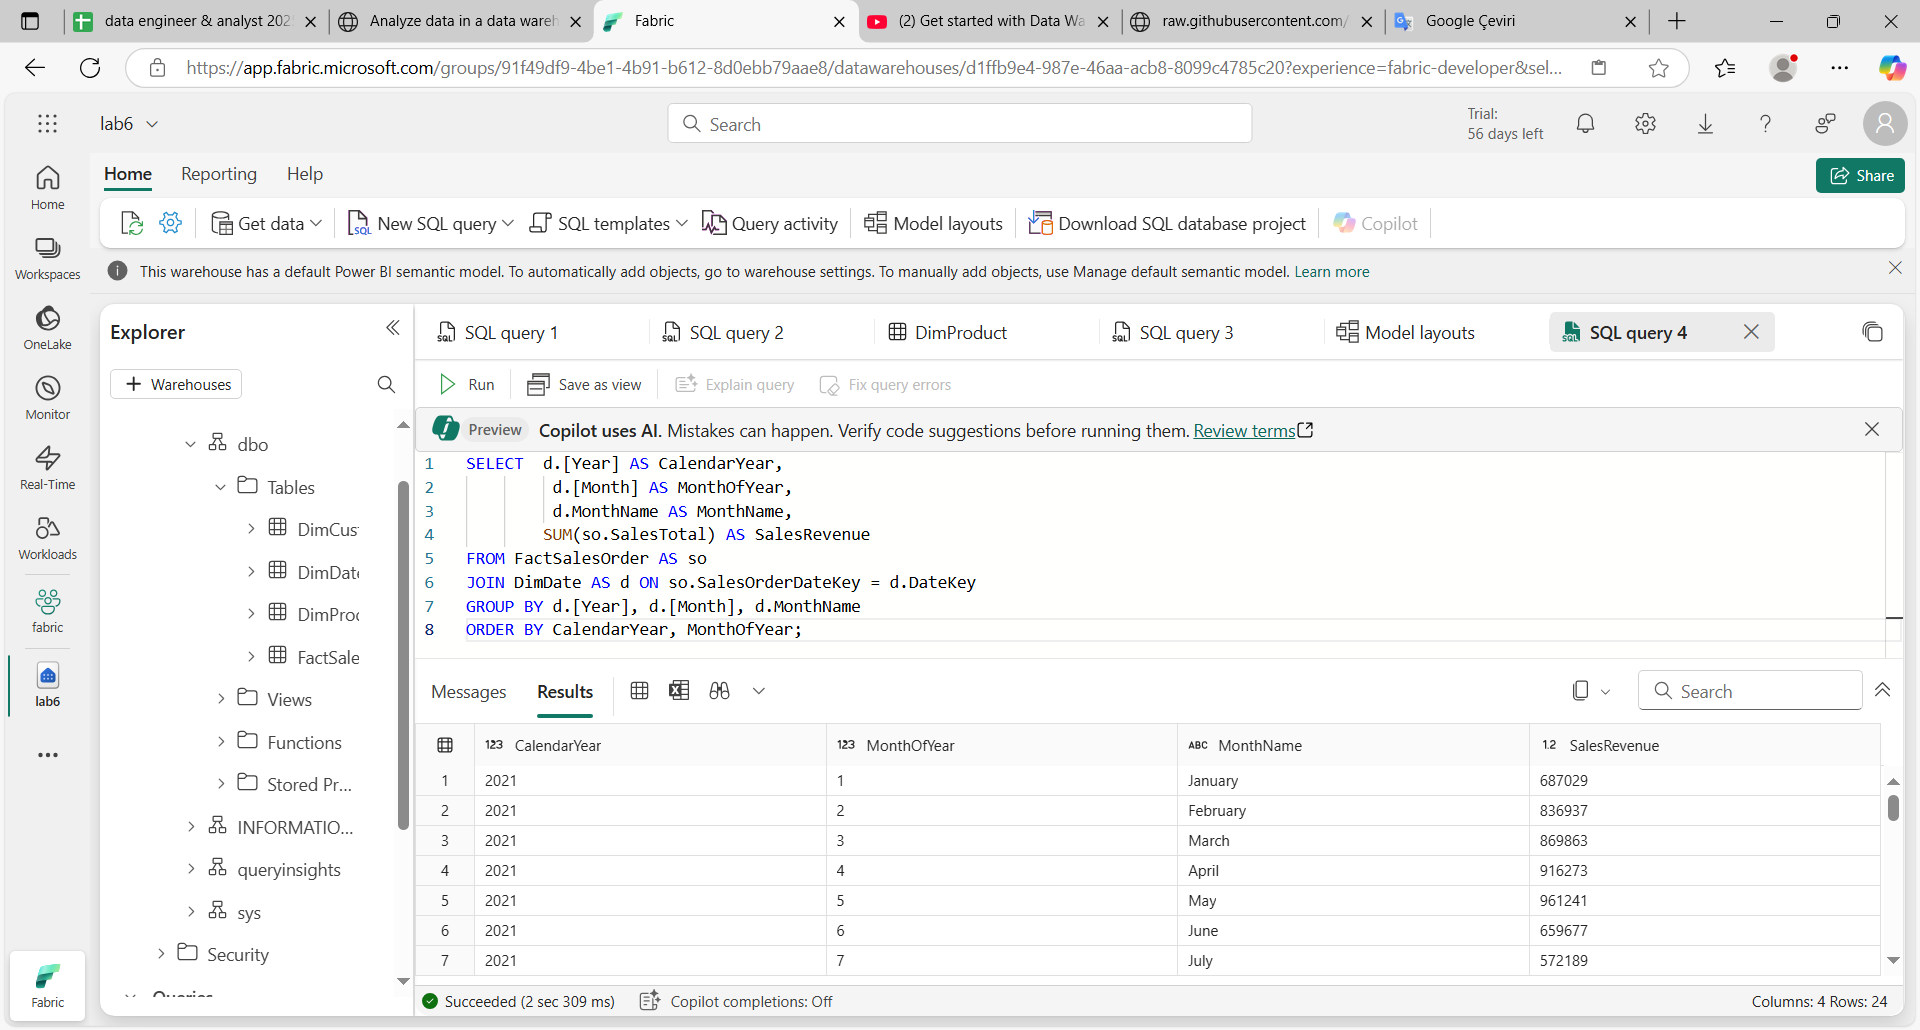 data engineer & analyst 202
Analyze data in a data wareh
Fabric
(2) Get started with Data Wa
raw.githubusercontent.com/
Google Çeviri
https://app.fabric.microsoft.com/groups/91f49df9-4be1-4b91-b612-8d0ebb79aae8/datawarehouses/d1ffb9e4-987e-46aa-acb8-8099c4785c20?experience=fabric-developer&sel...
lab6
Search
Trial:
56 days left
Home
Reporting
Help
Share
Get data
New SQL query
SQL templates
Query activity
Model layouts
Download SQL database project
Copilot
This warehouse has a default Power BI semantic model. To automatically add objects, go to warehouse settings. To manually add objects, use Manage default semantic model. Learn more
Home
Workspaces
OneLake
Monitor
Real-Time
Workloads
fabric
lab6
Fabric
Explorer
Warehouses
dbo
Tables
DimCus
DimDate
DimProd
FactSale
Views
Functions
Stored Pr...
INFORMATIO...
queryinsights
sys
Security
Queries
SQL query 1
SQL query 2
DimProduct
SQL query 3
Model layouts
SQL query 4
Run
Save as view
Explain query
Fix query errors
Preview
Copilot uses AI. Mistakes can happen. Verify code suggestions before running them. Review terms
1 SELECT d.[Year] AS CalendarYear,
2 d.[Month] AS MonthOfYear,
3 d.MonthName AS MonthName,
4 SUM(so.SalesTotal) AS SalesRevenue
5 FROM FactSalesOrder AS so
6 JOIN DimDate AS d ON so.SalesOrderDateKey = d.DateKey
7 GROUP BY d.[Year], d.[Month], d.MonthName
8 ORDER BY CalendarYear, MonthOfYear;
Messages
Results
Search
123 CalendarYear 123 MonthOfYear ABC MonthName 1.2 SalesRevenue
1 2021 1 January 687029
2 2021 2 February 836937
3 2021 3 March 869863
4 2021 4 April 916273
5 2021 5 May 961241
6 2021 6 June 659677
7 2021 7 July 572189
Succeeded (2 sec 309 ms)
Copilot completions: Off
Columns: 4 Rows: 24